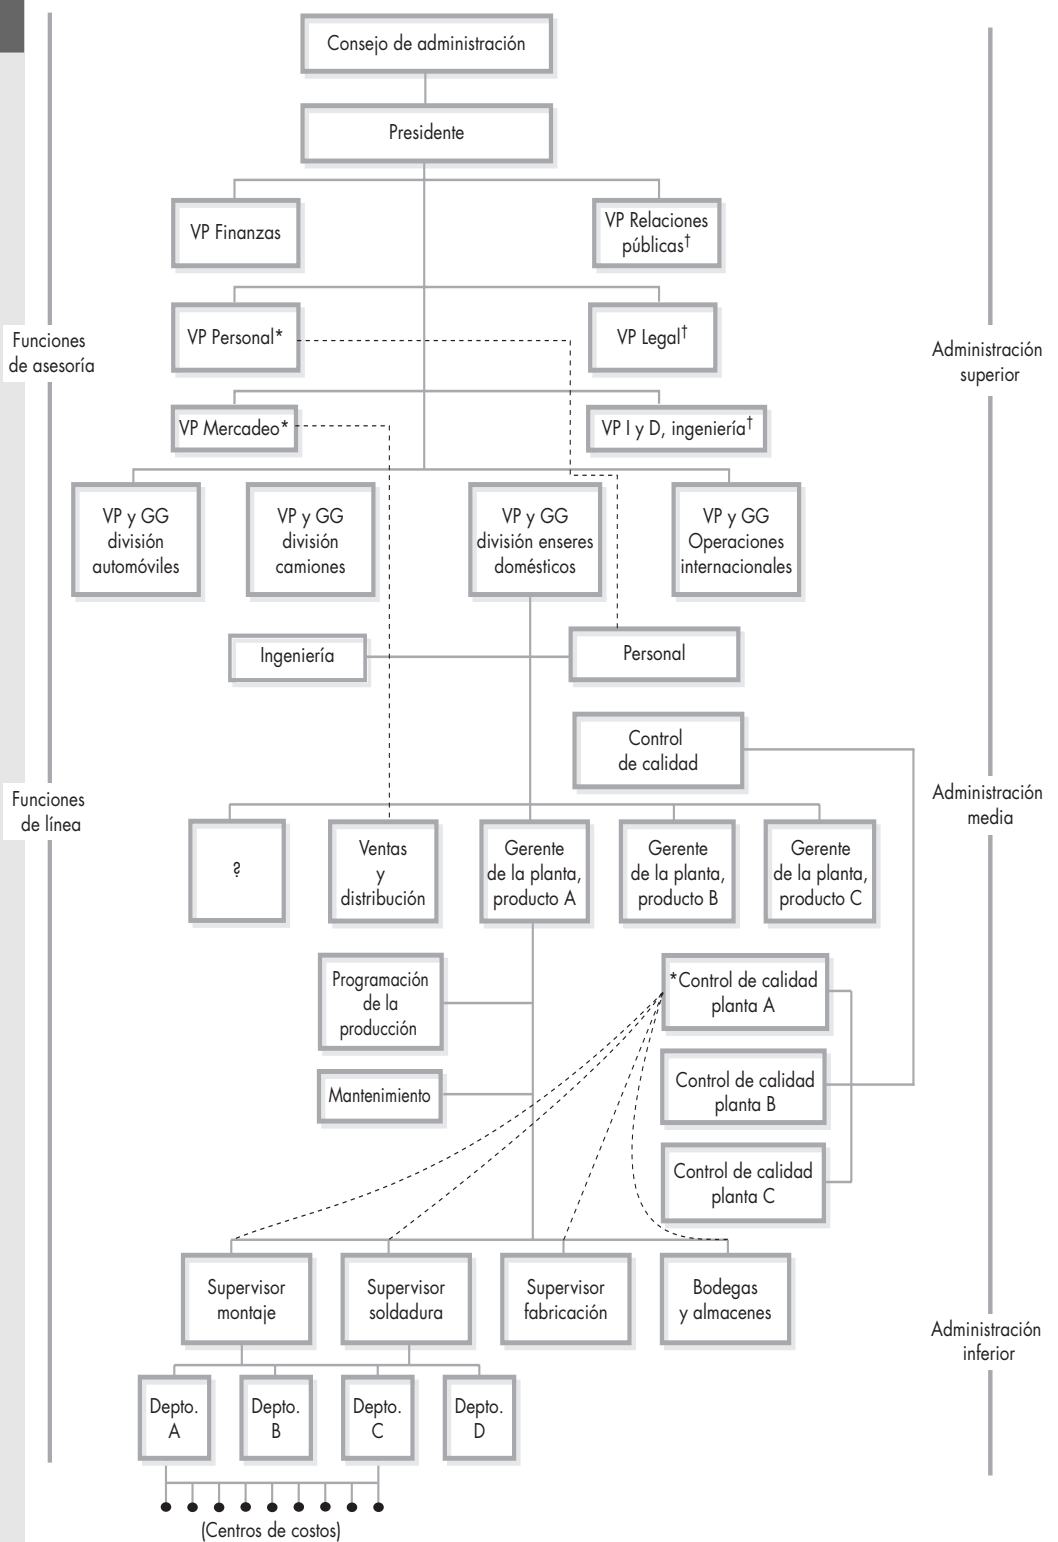 Consejo de administración
Presidente
VP Finanzas
VP Relaciones
públicas†
VP Personal*
VP Legal†
Funciones
de asesoría
Administración
superior
VP Mercadeo*
VP I y D, ingeniería†
VP y GG
división
automóviles
VP y GG
división
camiones
VP y GG
división enseres
domésticos
VP y GG
Operaciones
internacionales
Ingeniería
Personal
Control
de calidad
Funciones
de línea
Administración
media
?
Ventas
y
distribución
Gerente
de la planta,
producto A
Gerente
de la planta,
producto B
Gerente
de la planta,
producto C
Programación
de la
producción
*Control de calidad
planta A
Mantenimiento
Control de calidad
planta B
Control de calidad
planta C
Supervisor
montaje
Supervisor
soldadura
Supervisor
fabricación
Bodegas
y almacenes
Administración
inferior
Depto.
A
Depto.
B
Depto.
C
Depto.
D
(Centros de costos)